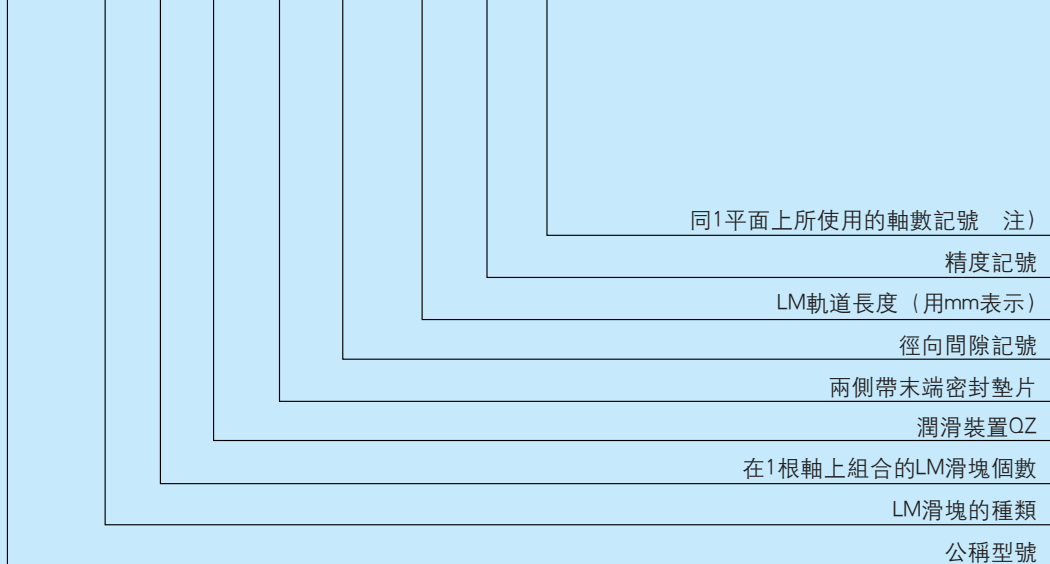 同1平面上所使用的軸數記號　注)
精度記號
LM軌道長度（用mm表示）
徑向間隙記號
兩側帶末端密封墊片
潤滑裝置QZ
在1根軸上組合的LM滑塊個數
LM滑塊的種類
公稱型號